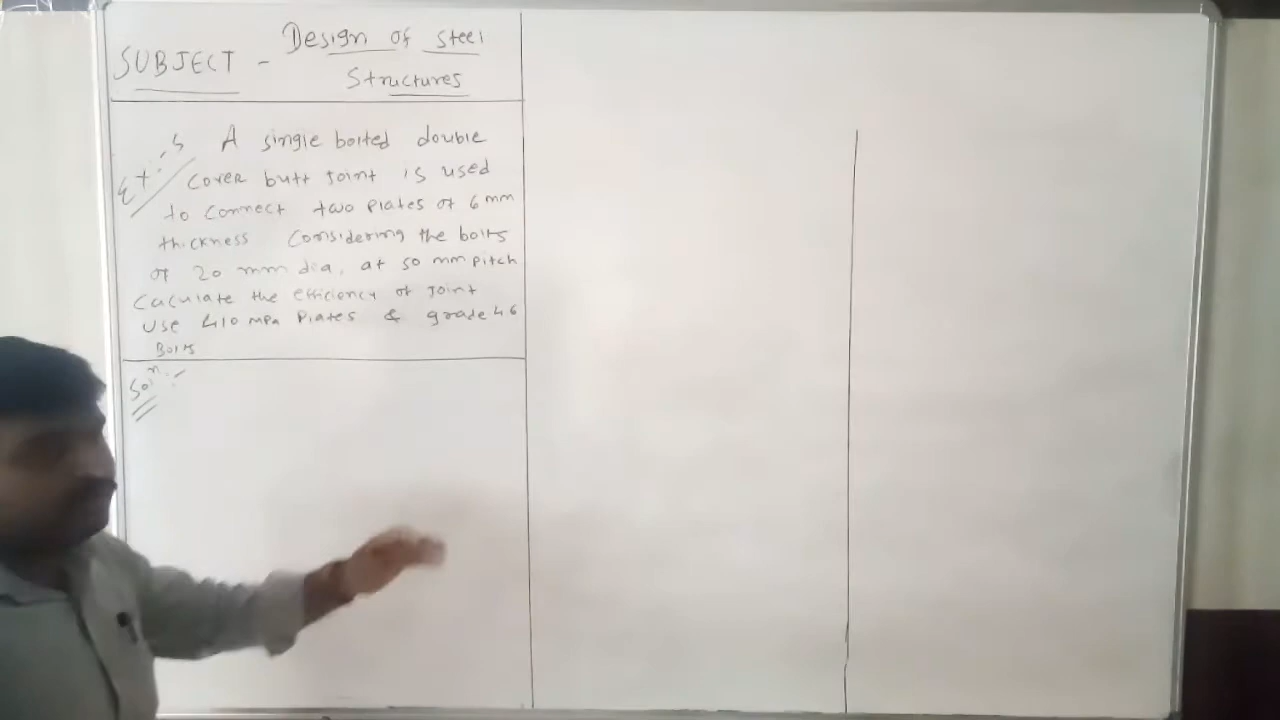 SUBJECT - Design of steel
Structures
Ex:-5 A single bolted double
cover butt joint is used
to connect two plates of 6 mm
thickness Considering the bolts
of 20 mm dia, at 50 mm pitch
Calculate the efficiency of joint
Use 410 MPa Plates & grade 46
Bolts
Soln:-